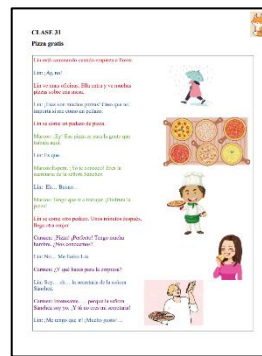 CLASE 31
Pizza gratis
Lin está caminando cuando empieza a llover.
Lin: ¡Ay, no!
Lin ve una oficina. Ella entra y ve muchas
pizzas sobre una mesa.
Lin: ¡Esas son muchas pizzas! Creo que no
importa si me como un pedazo.
Lin se come un pedazo de pizza.
Marcos: ¡Ey! Esa pizza es para la gente que
trabaja aquí.
Lin: Es que
Marcos: Espera. ¡Yo te conozco! Eres la
secretaria de la señora Sánchez.
Lin: Eh… Bueno…
Marcos: Tengo que ir a trabajar. ¡Disfruta la
pizza!
Lin se come otro pedazo. Unos minutos después,
llega otra mujer.
Carmen: ¡Pizza! ¡Perfecto! Tengo mucha
hambre. ¿Nos conocemos?
Lin: No… Me llamo Lin.
Carmen: ¿Y qué haces para la empresa?
Lin: Soy… eh… la secretaria de la señora
Sánchez.
Carmen: Interesante… porque la señora
Sánchez soy yo. ¡Y tú no eres mi secretaria!
Lin: ¡Me tengo que ir! ¡Mucho gusto!